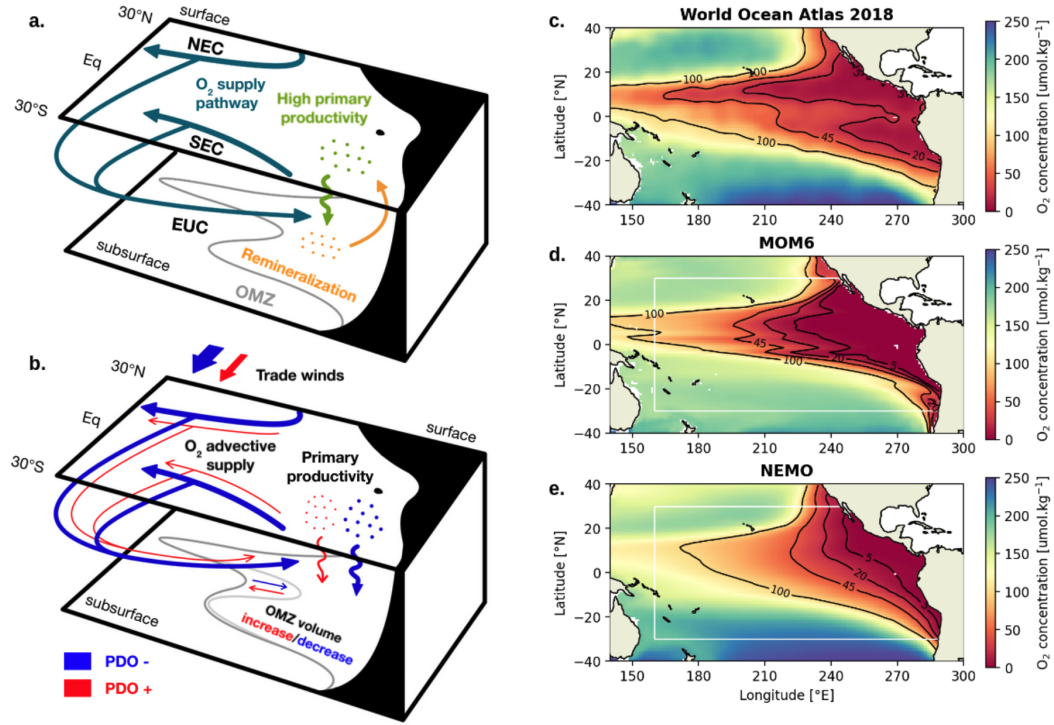 a.
30°N
surface
Eq
30°S
NEC
O2 supply
pathway
High primary
productivity
SEC
EUC
subsurface
Remineralization
OMZ
b.
Trade winds
30°N
surface
Eq
30°S
O2 advective
supply
Primary
productivity
subsurface
OMZ volume
increase/decrease
PDO -
PDO +
c.
World Ocean Atlas 2018
40
20
0
−20
−40
Latitude [°N]
150
180
210
240
270
300
100
100
100
45
20
5
250
200
150
100
50
0
O2 concentration [umol.kg−1]
d.
MOM6
40
20
0
−20
−40
Latitude [°N]
150
180
210
240
270
300
100
45
100
20
5
20
250
200
150
100
50
0
O2 concentration [umol.kg−1]
e.
NEMO
40
20
0
−20
−40
Latitude [°N]
5
20
45
100
150
180
210
240
270
300
Longitude [°E]
250
200
150
100
50
0
O2 concentration [umol.kg−1]